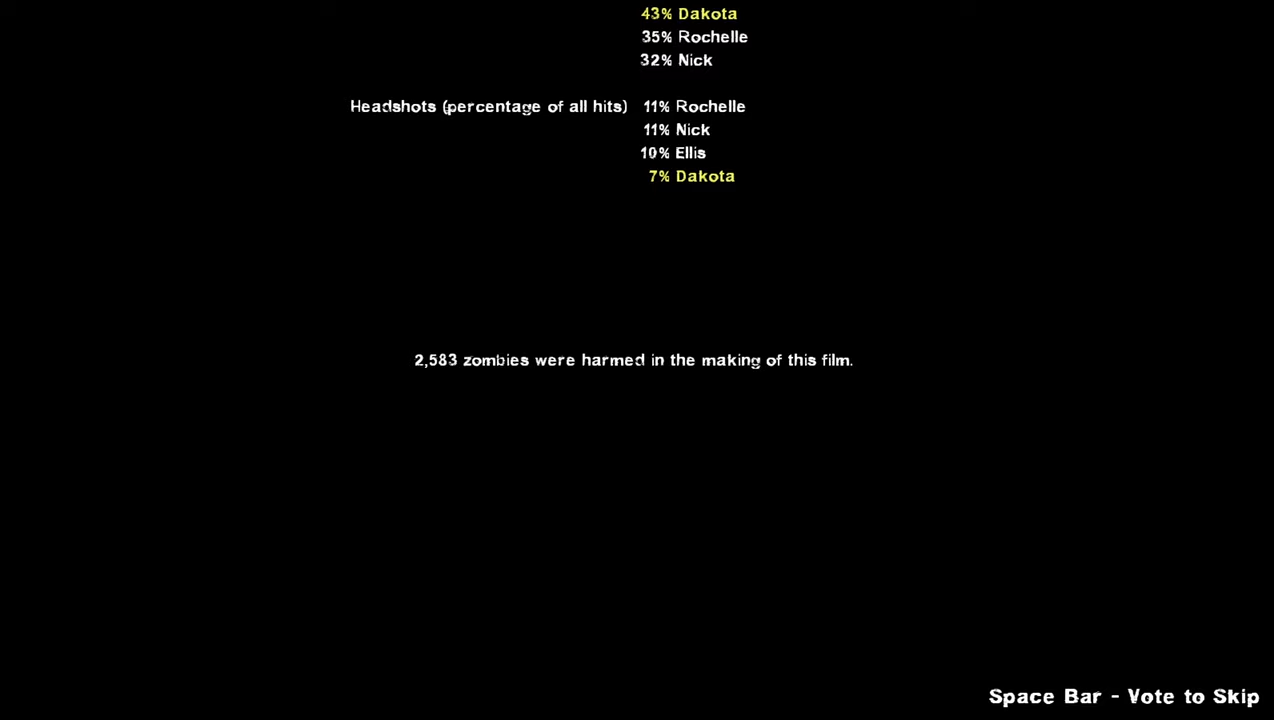 43% Dakota
35% Rochelle
32% Nick
Headshots (percentage of all hits) 11% Rochelle
11% Nick
10% Ellis
7% Dakota
2,583 zombies were harmed in the making of this film.
Space Bar - Vote to Skip